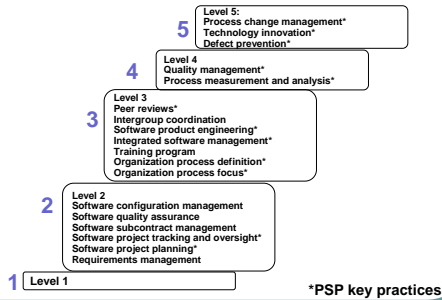 5
Level 5:
Process change management*
Technology innovation*
Defect prevention*
4
Level 4
Quality management*
Process measurement and analysis*
3
Level 3
Peer reviews*
Intergroup coordination
Software product engineering*
Integrated software management*
Training program
Organization process definition*
Organization process focus*
2
Level 2
Software configuration management
Software quality assurance
Software subcontract management
Software project tracking and oversight*
Software project planning*
Requirements management
1
Level 1
*PSP key practices